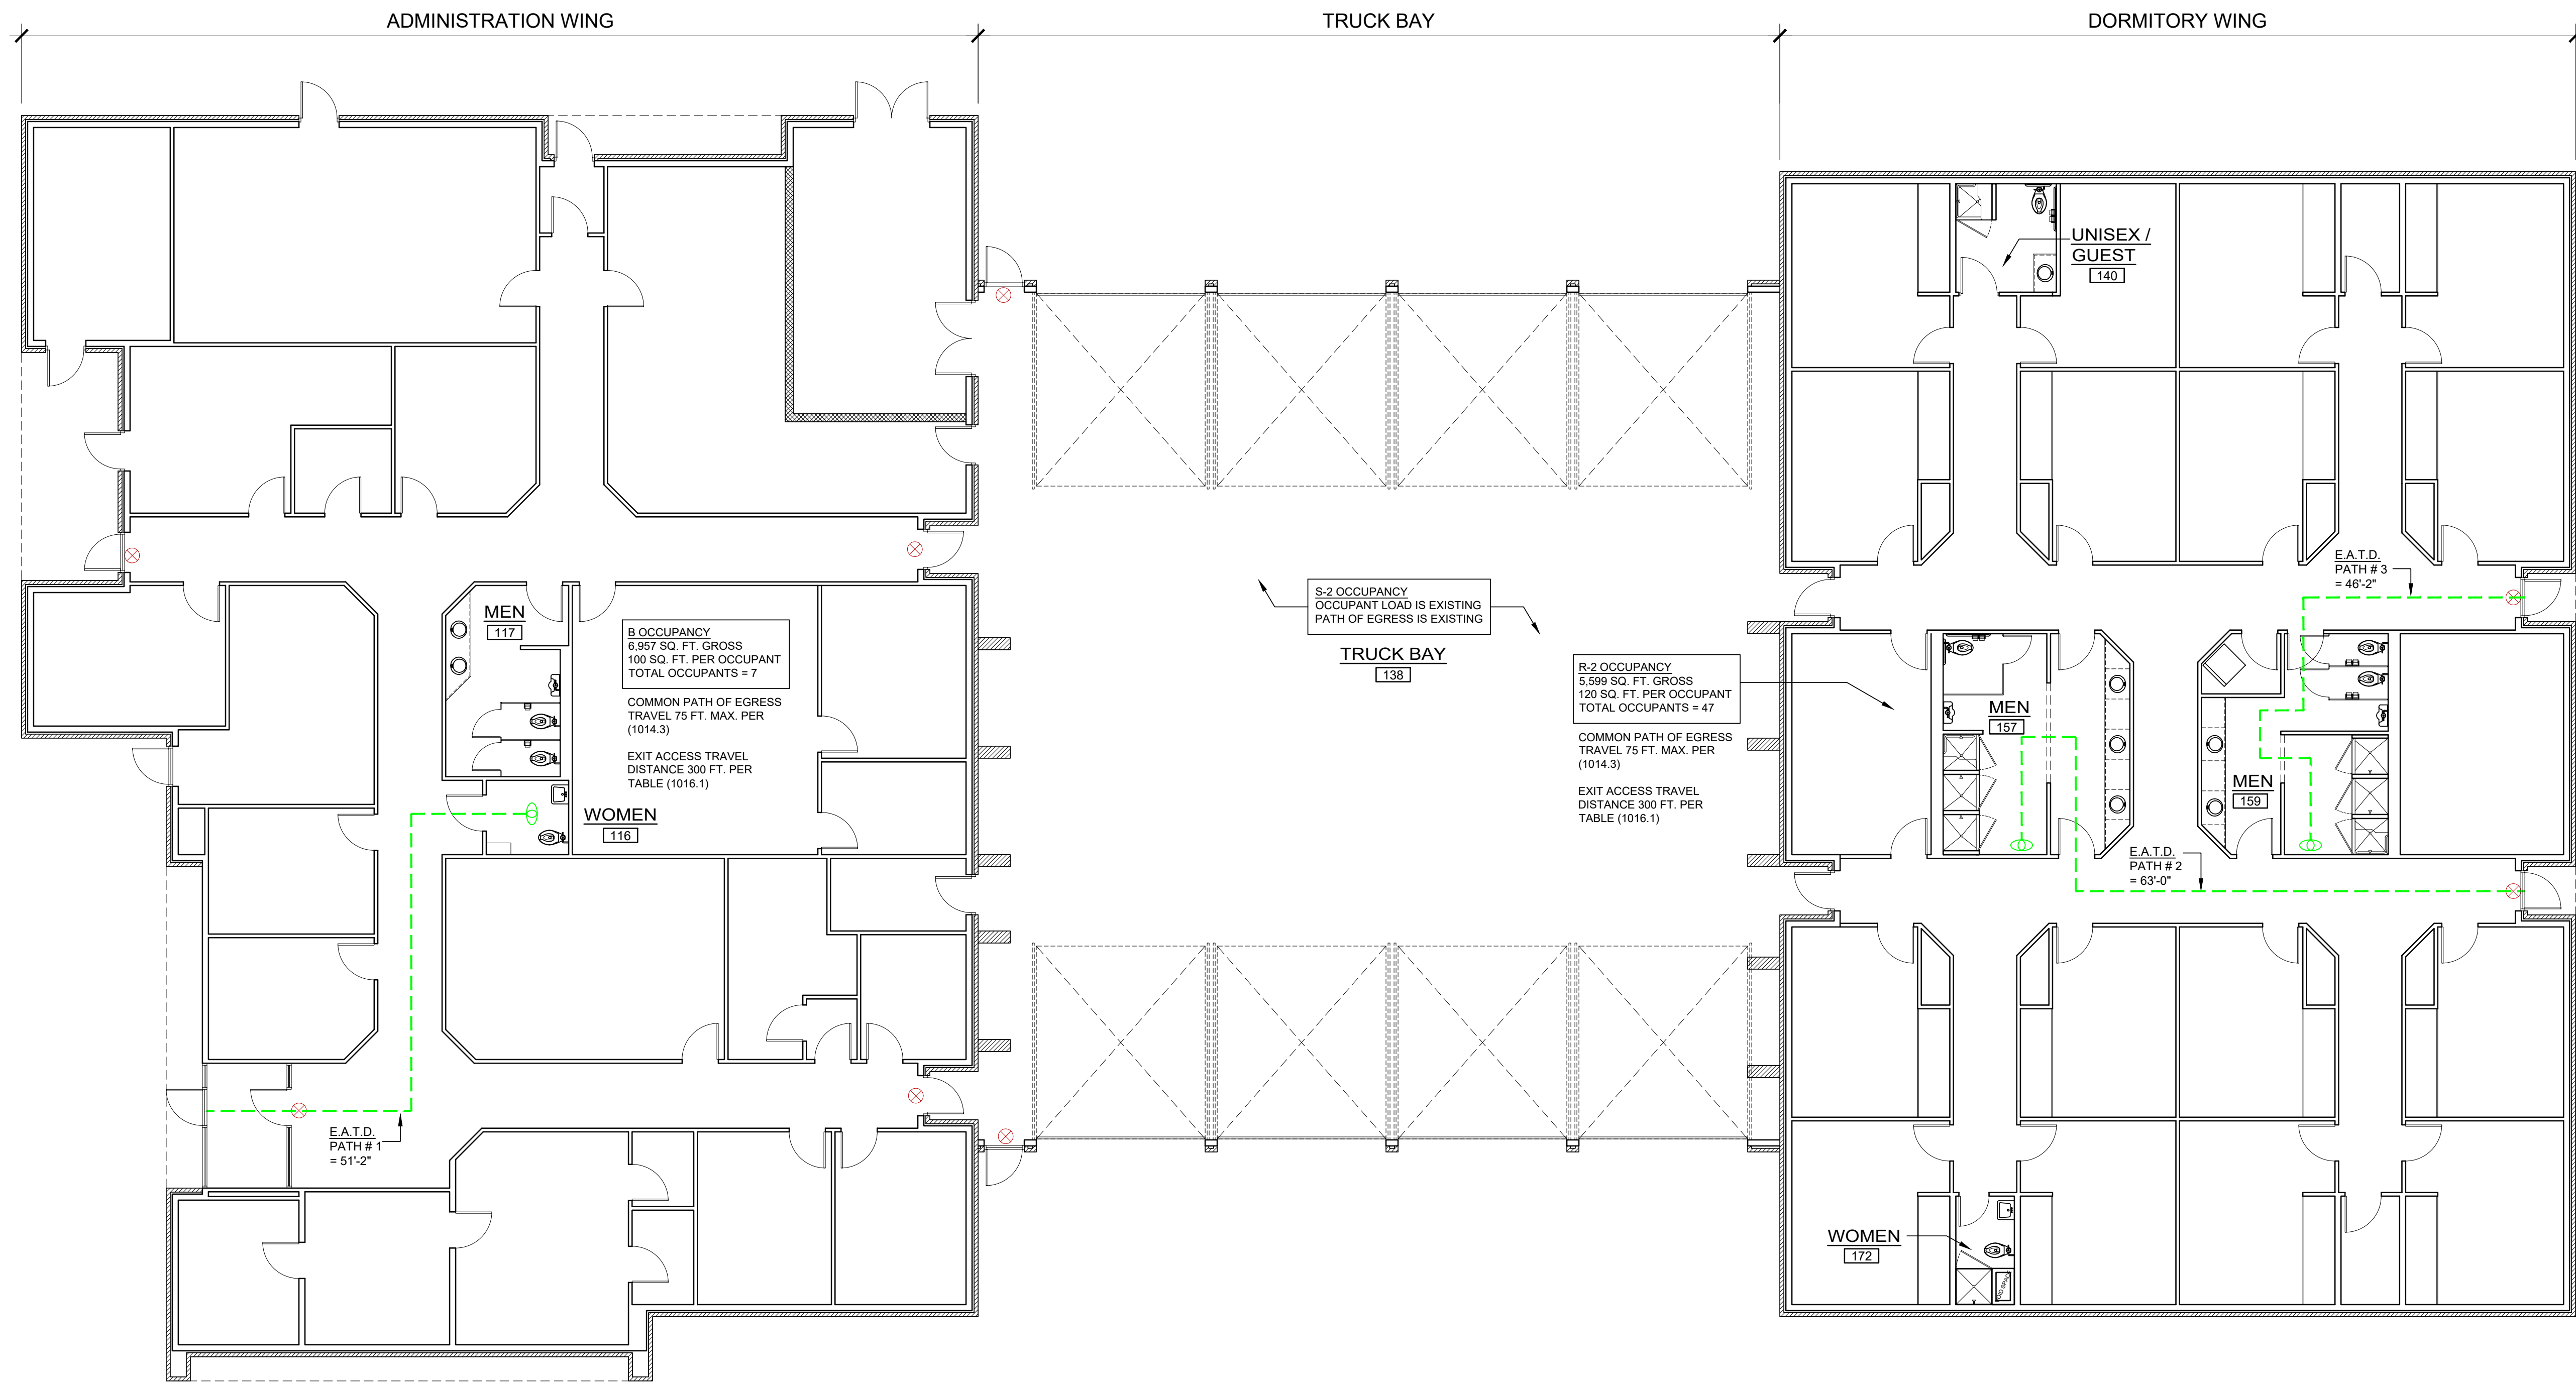 ADMINISTRATION WING
TRUCK BAY
DORMITORY WING
UNISEX /
GUEST
140
E.A.T.D.
PATH # 3
= 46'-2"
MEN
117
B OCCUPANCY
6,957 SQ. FT. GROSS
100 SQ. FT. PER OCCUPANT
TOTAL OCCUPANTS = 7
COMMON PATH OF EGRESS
TRAVEL 75 FT. MAX. PER
(1014.3)
EXIT ACCESS TRAVEL
DISTANCE 300 FT. PER
TABLE (1016.1)
WOMEN
116
S-2 OCCUPANCY
OCCUPANT LOAD IS EXISTING
PATH OF EGRESS IS EXISTING
TRUCK BAY
138
R-2 OCCUPANCY
5,599 SQ. FT. GROSS
120 SQ. FT. PER OCCUPANT
TOTAL OCCUPANTS = 47
COMMON PATH OF EGRESS
TRAVEL 75 FT. MAX. PER
(1014.3)
EXIT ACCESS TRAVEL
DISTANCE 300 FT. PER
TABLE (1016.1)
MEN
157
MEN
159
E.A.T.D.
PATH # 2
= 63'-0"
E.A.T.D.
PATH # 1
= 51'-2"
WOMEN
172